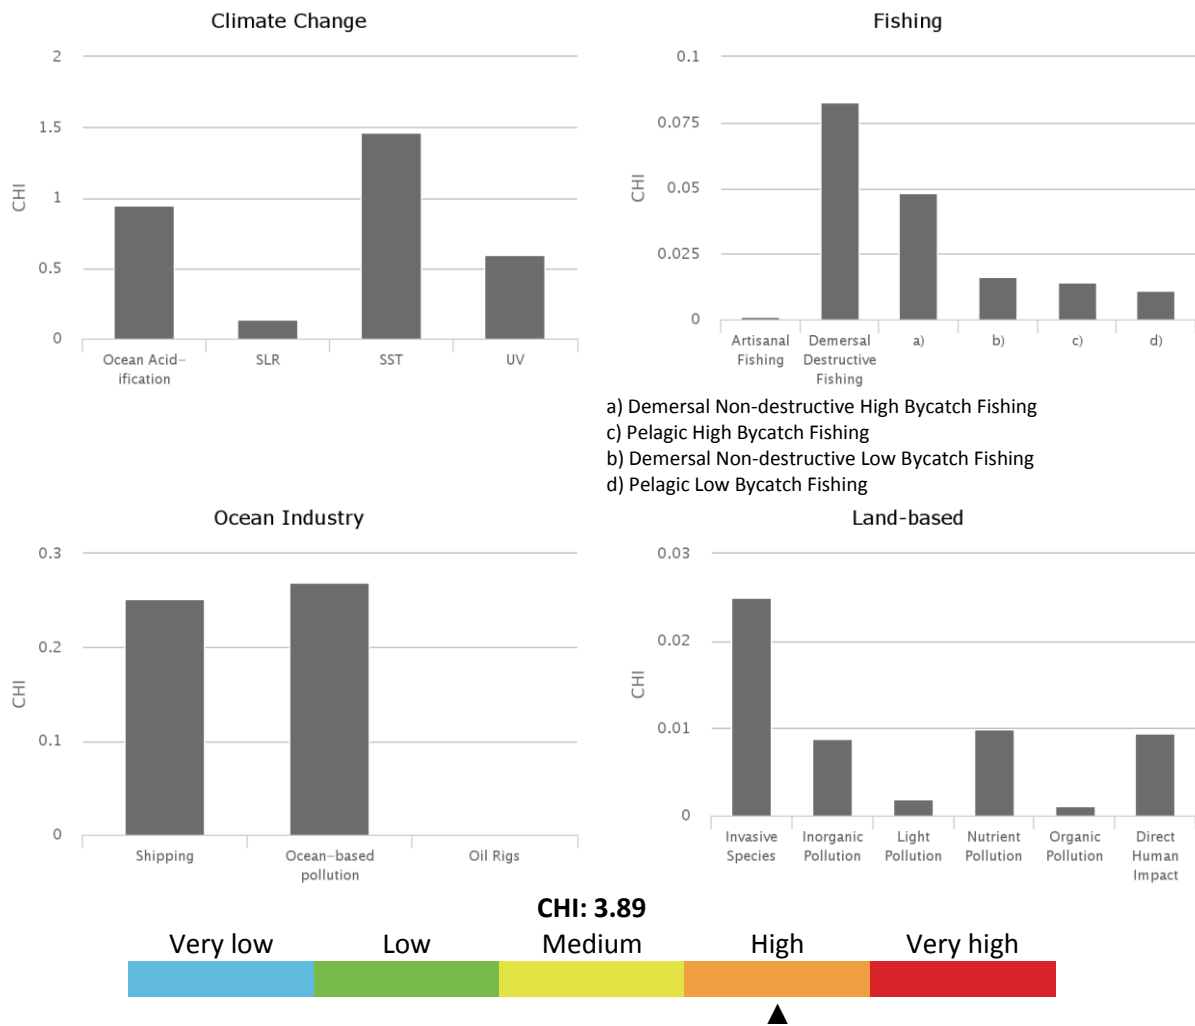 Climate Change
2
1.5
1
0.5
0
CHI
Ocean Acid–
ification
SLR
SST
UV
Fishing
0.1
0.075
0.05
0.025
0
CHI
Artisanal
Fishing
Demersal
Destructive
Fishing
a)
b)
c)
d)
a) Demersal Non-destructive High Bycatch Fishing
c) Pelagic High Bycatch Fishing
b) Demersal Non-destructive Low Bycatch Fishing
d) Pelagic Low Bycatch Fishing
Ocean Industry
0.3
0.2
0.1
0
CHI
Shipping
Ocean–based
pollution
Oil Rigs
Land-based
0.03
0.02
0.01
0
CHI
Invasive
Species
Inorganic
Pollution
Light
Pollution
Nutrient
Pollution
Organic
Pollution
Direct
Human
Impact
CHI: 3.89
Very low Low Medium High Very high